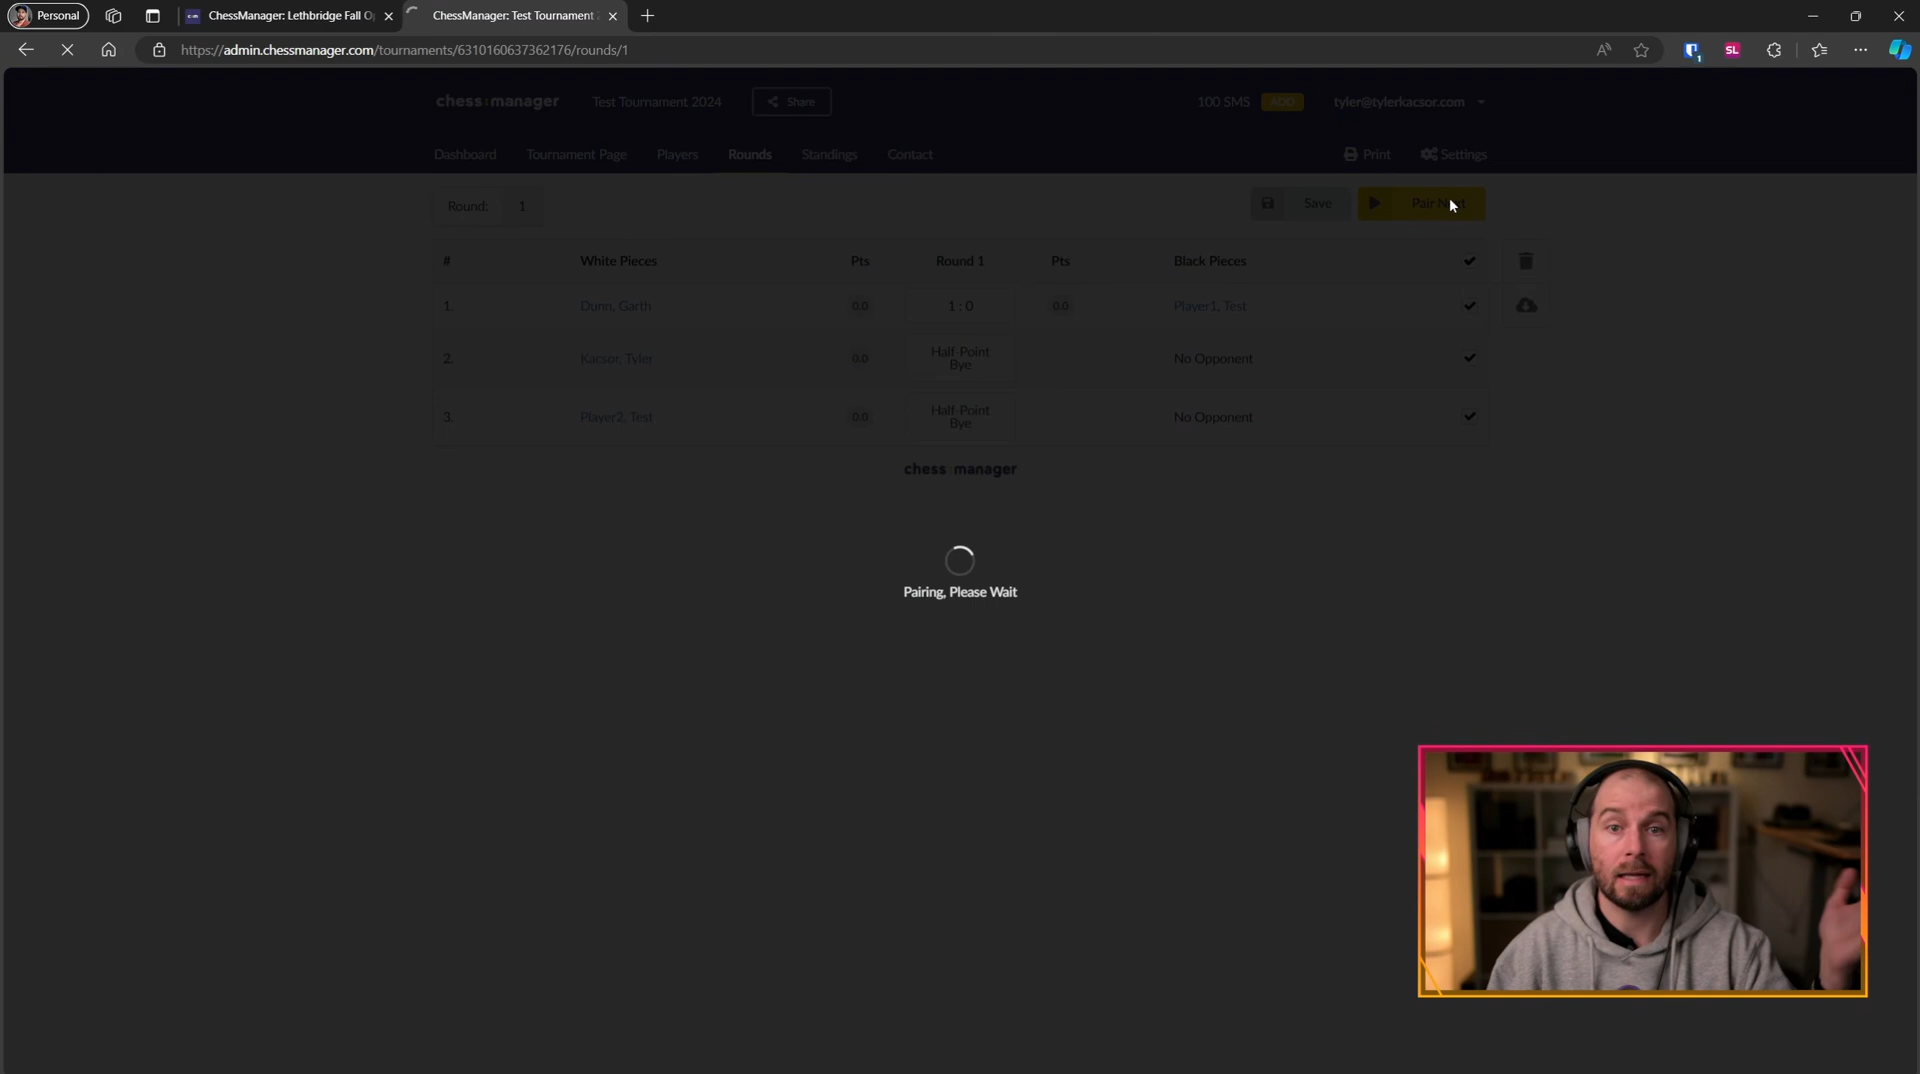 Personal
ChessManager: Lethbridge Fall O
ChessManager: Test Tournament
https://admin.chessmanager.com/tournaments/6310160637362176/rounds/1
SL
1
chess:manager
Test Tournament 2024
Share
100 SMS
ADD
tyler@tylerkacsor.com
Dashboard
Tournament Page
Players
Rounds
Standings
Contact
Print
Settings
Round: 1
Save
Pair Next
# White Pieces Pts Round 1 Pts Black Pieces
1. Dunn, Garth 0.0 1 : 0 0.0 Player1, Test
2. Kacsor, Tyler 0.0 Half-Point Bye No Opponent
3. Player2, Test 0.0 Half-Point Bye No Opponent
chess manager
Pairing, Please Wait